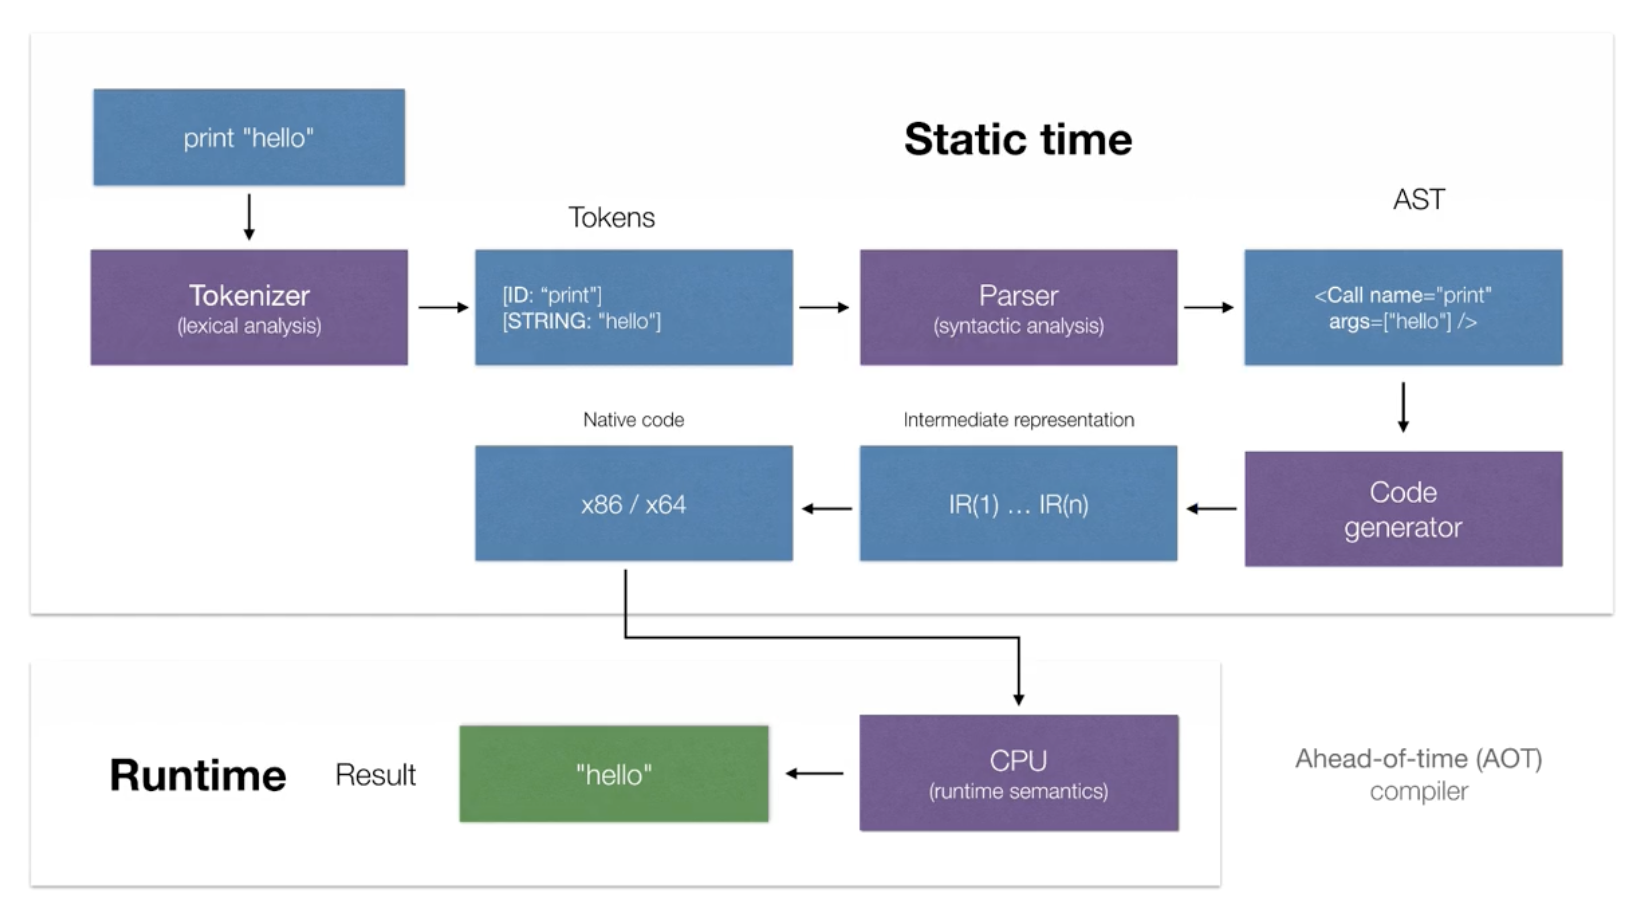 print "hello"
Static time
Tokens
AST
Tokenizer
(lexical analysis)
[ID: “print"]
[STRING: "hello"]
Parser
(syntactic analysis)
<Call name="print"
args=["hello"] />
Native code
Intermediate representation
x86 / x64
IR(1) … IR(n)
Code
generator
Runtime
Result
"hello"
CPU
(runtime semantics)
Ahead-of-time (AOT)
compiler